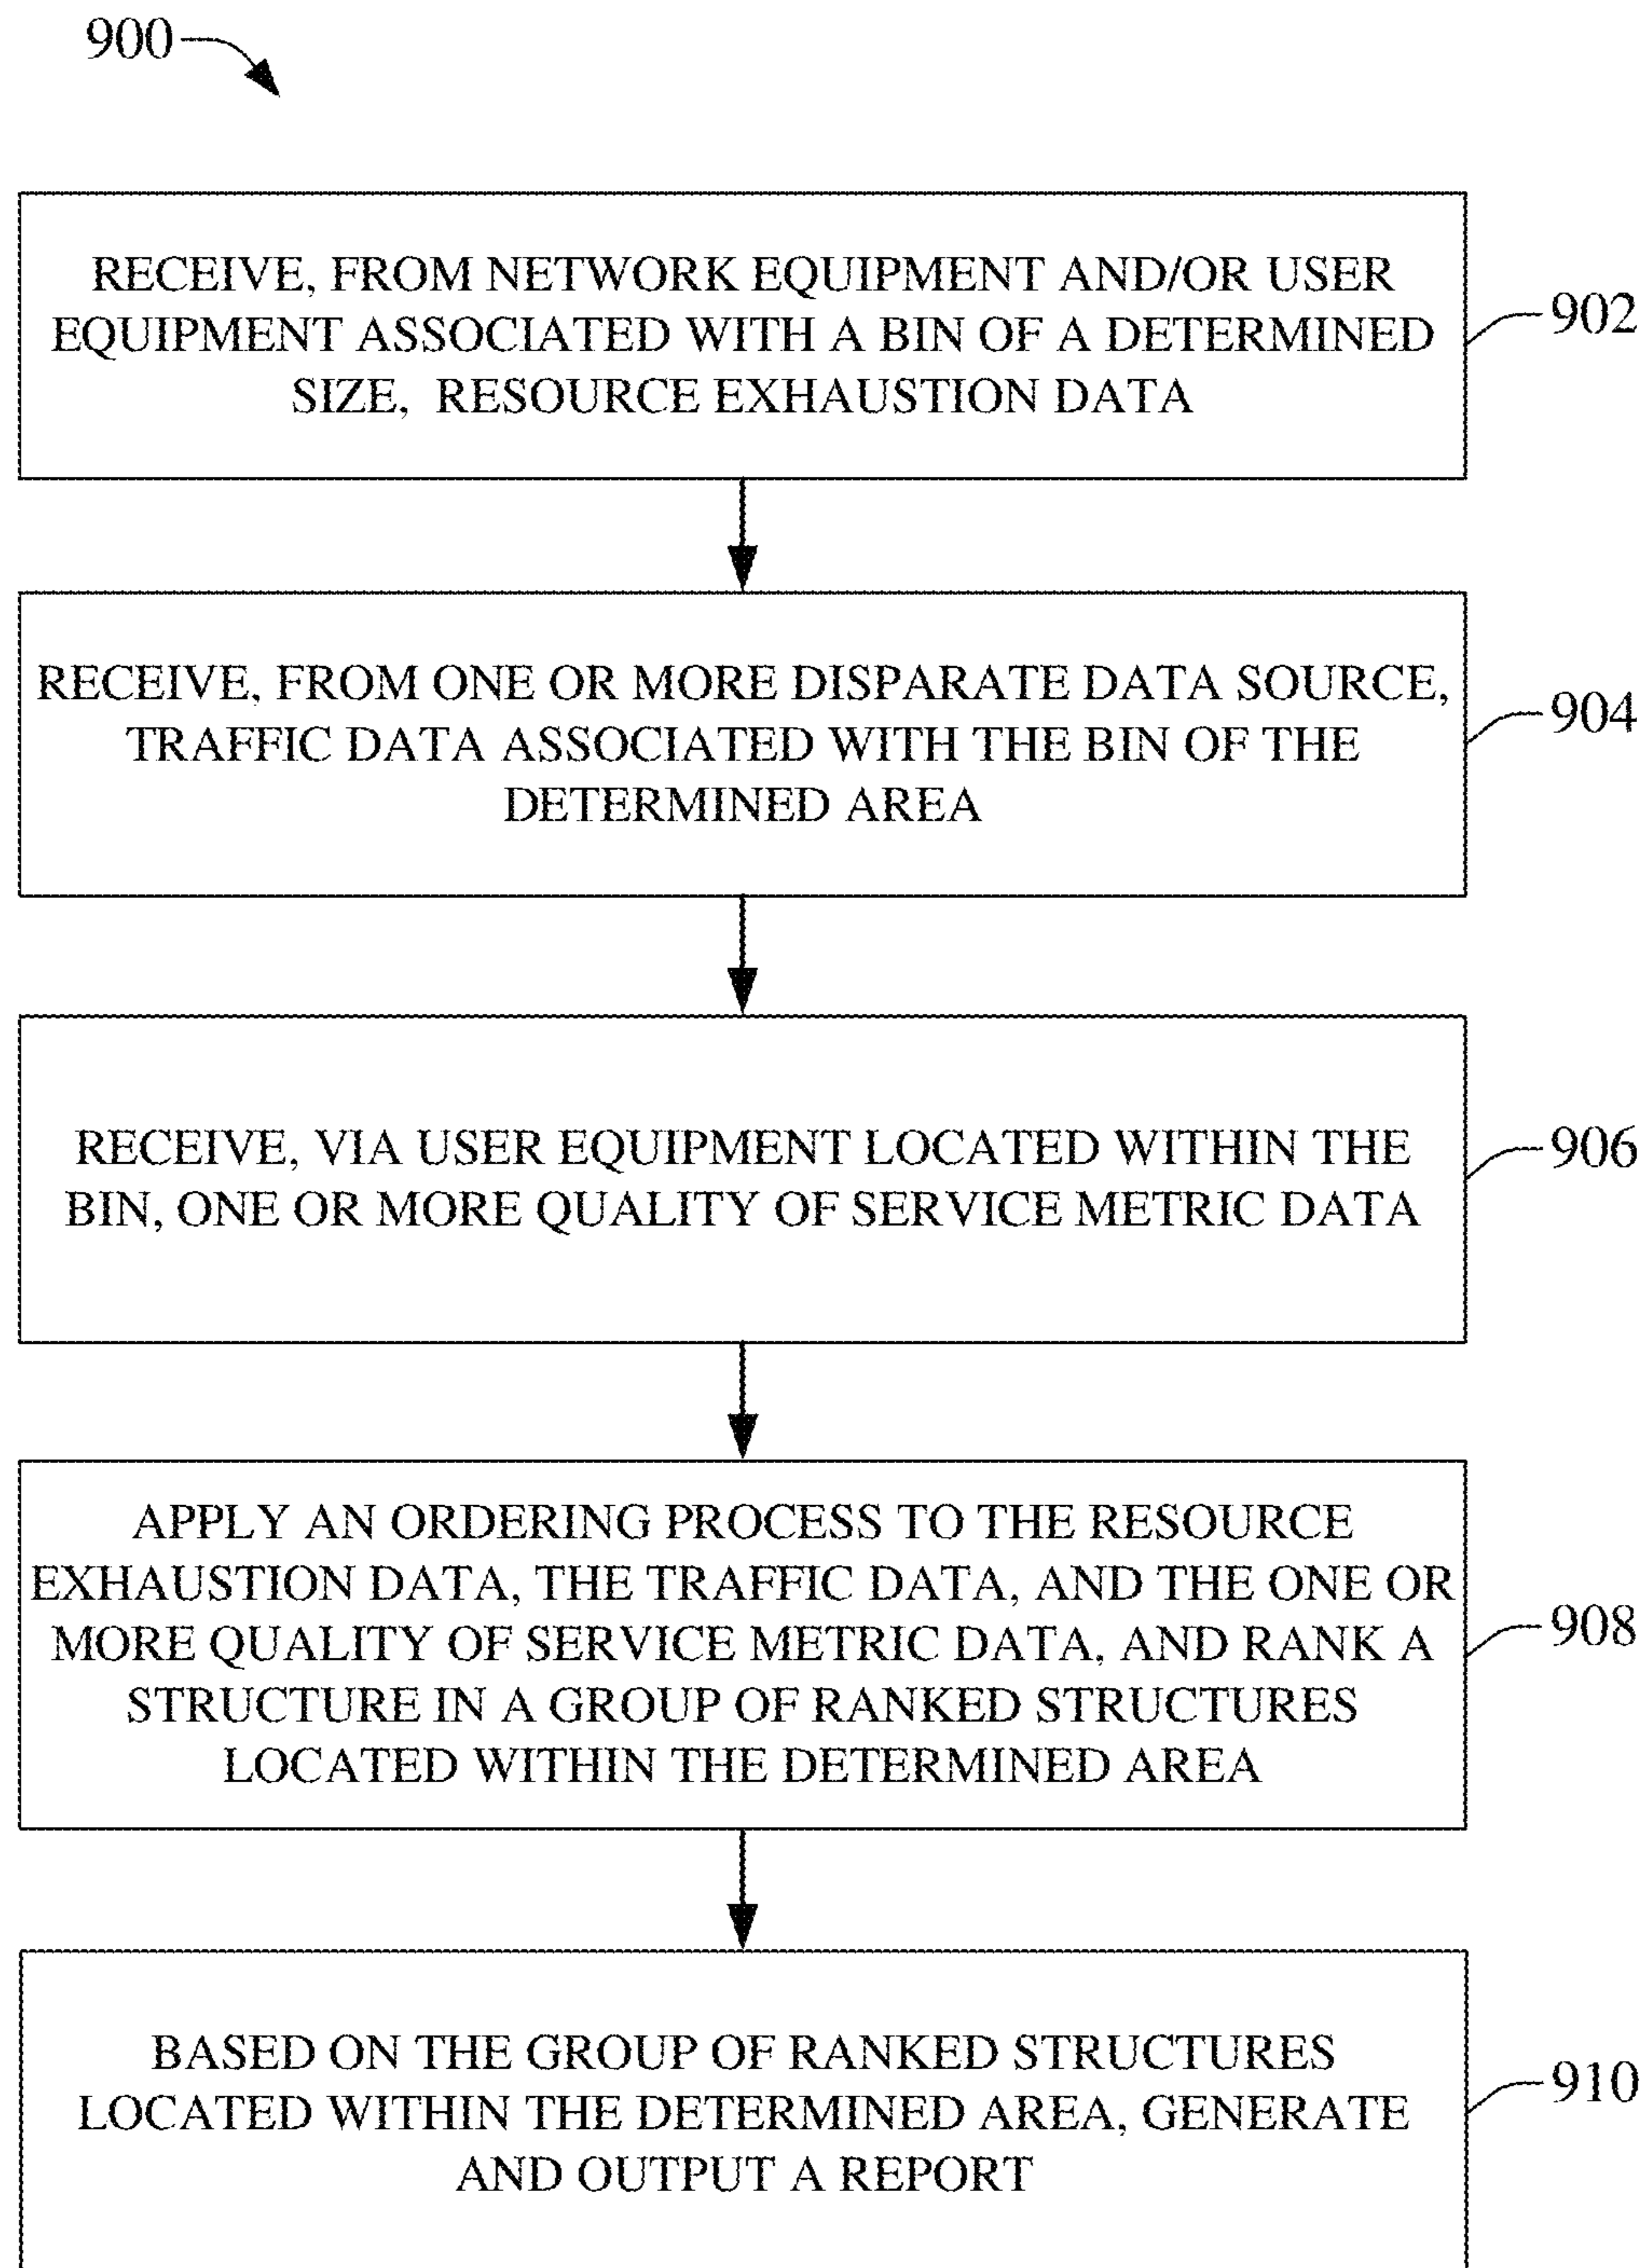 900
RECEIVE, FROM NETWORK EQUIPMENT AND/OR USER
EQUIPMENT ASSOCIATED WITH A BIN OF A DETERMINED
SIZE, RESOURCE EXHAUSTION DATA
902
RECEIVE, FROM ONE OR MORE DISPARATE DATA SOURCE,
TRAFFIC DATA ASSOCIATED WITH THE BIN OF THE
DETERMINED AREA
904
RECEIVE, VIA USER EQUIPMENT LOCATED WITHIN THE
BIN, ONE OR MORE QUALITY OF SERVICE METRIC DATA
906
APPLY AN ORDERING PROCESS TO THE RESOURCE
EXHAUSTION DATA, THE TRAFFIC DATA, AND THE ONE OR
MORE QUALITY OF SERVICE METRIC DATA, AND RANK A
STRUCTURE IN A GROUP OF RANKED STRUCTURES
LOCATED WITHIN THE DETERMINED AREA
908
BASED ON THE GROUP OF RANKED STRUCTURES
LOCATED WITHIN THE DETERMINED AREA, GENERATE
AND OUTPUT A REPORT
910